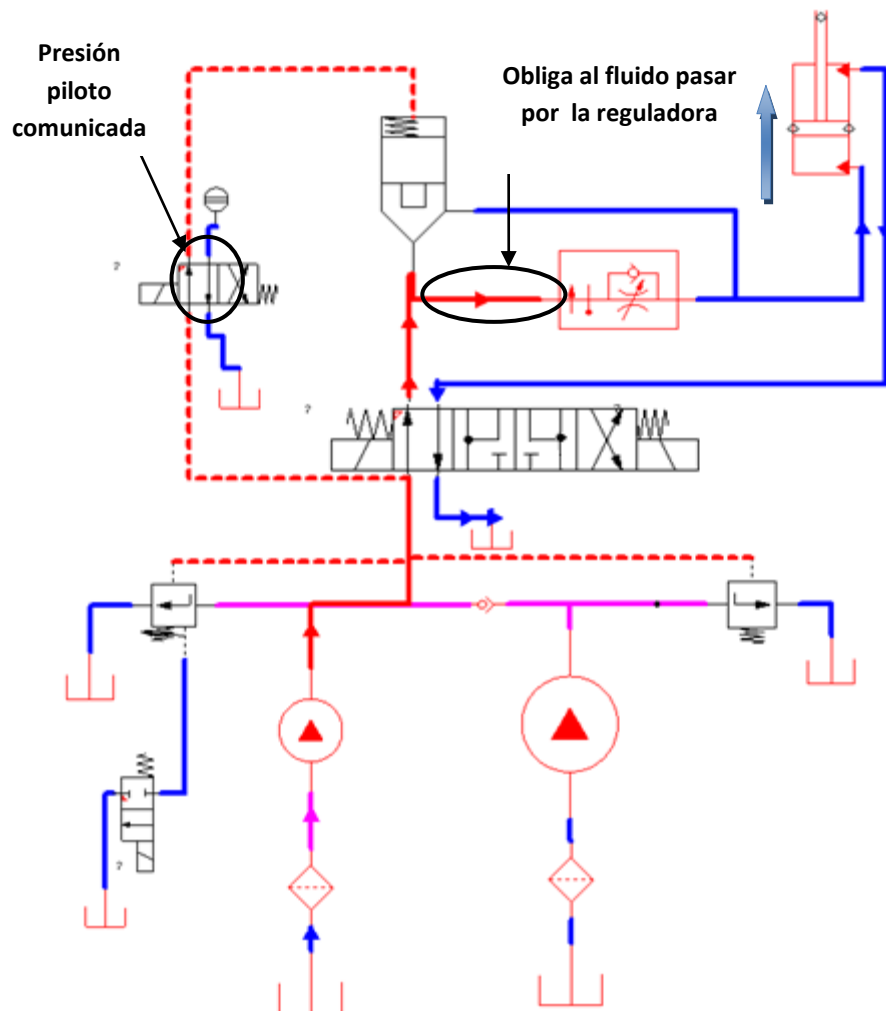 Presión
piloto
comunicada
Obliga al fluido pasar
por la reguladora
?
?
?
?